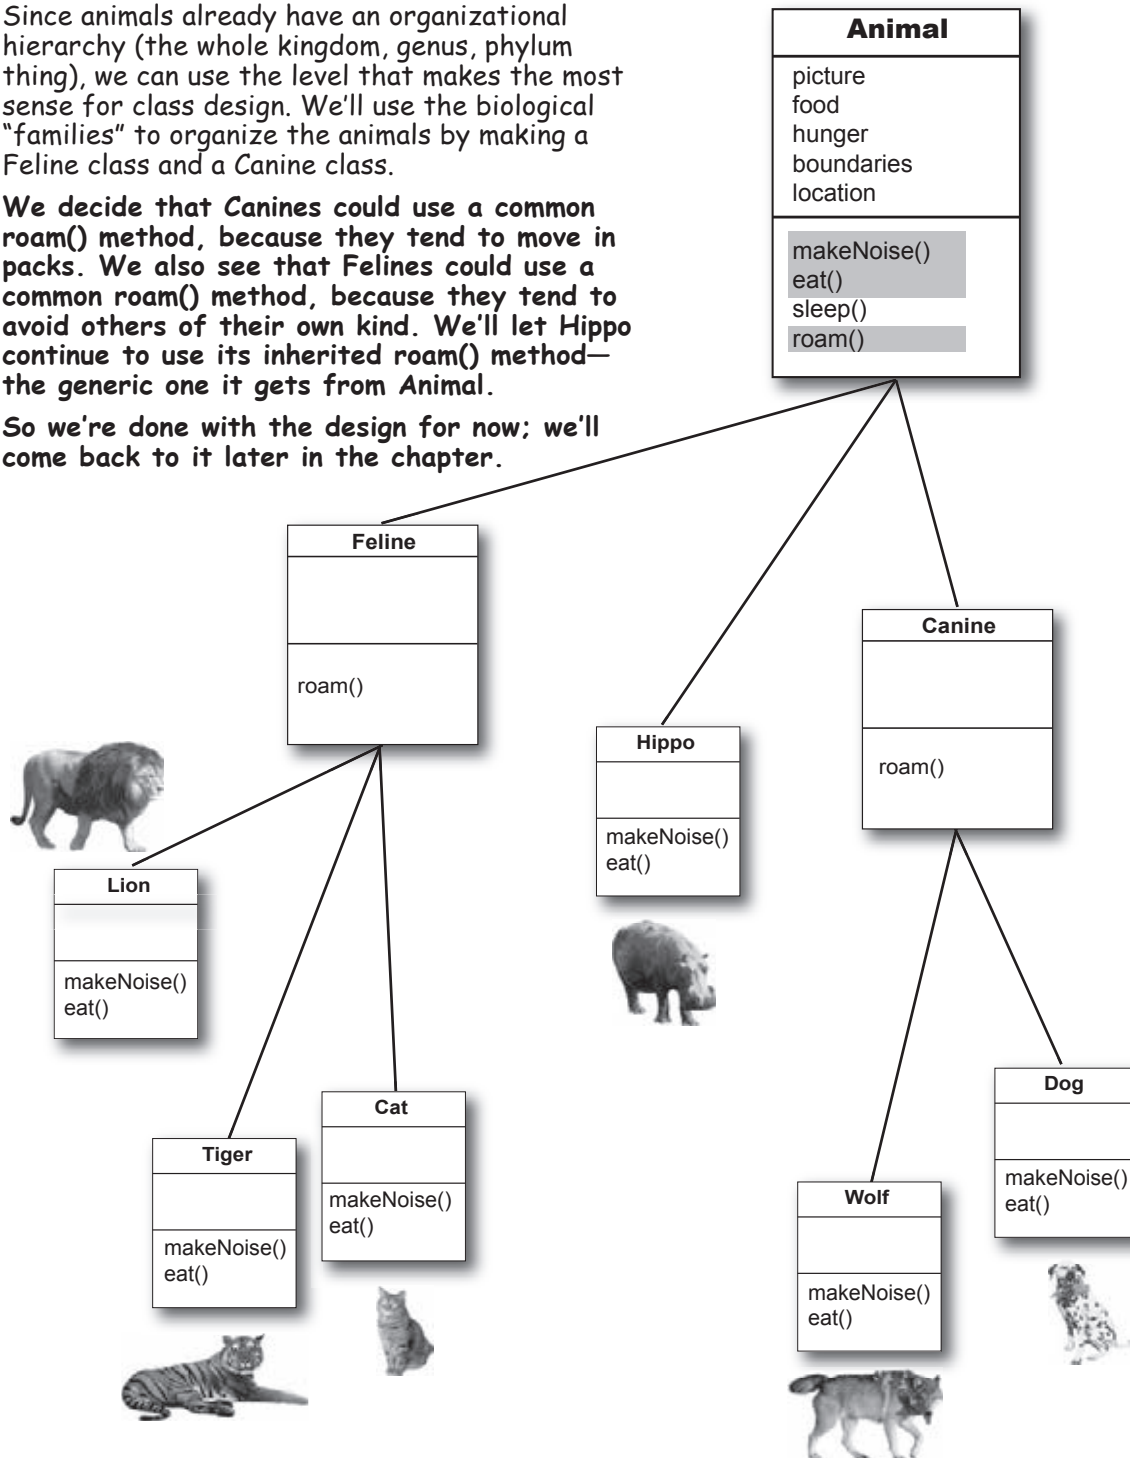 Since animals already have an organizational
hierarchy (the whole kingdom, genus, phylum
thing), we can use the level that makes the most
sense for class design. We’ll use the biological
“families” to organize the animals by making a
Feline class and a Canine class.
We decide that Canines could use a common
roam() method, because they tend to move in
packs. We also see that Felines could use a
common roam() method, because they tend to
avoid others of their own kind. We’ll let Hippo
continue to use its inherited roam() method—
the generic one it gets from Animal.
So we’re done with the design for now; we’ll
come back to it later in the chapter.
Animal
picture
food
hunger
boundaries
location
makeNoise()
eat()
sleep()
roam()
Feline
roam()
Canine
roam()
Hippo
makeNoise()
eat()
Lion
makeNoise()
eat()
Tiger
makeNoise()
eat()
Cat
makeNoise()
eat()
Wolf
makeNoise()
eat()
Dog
makeNoise()
eat()